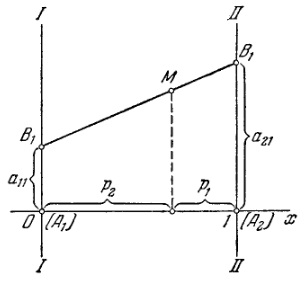 I II
B₁
M
B₁
a₁₁
a₂₁
p₂ p₁
0 (A₁) 1 (A₂) x
I II